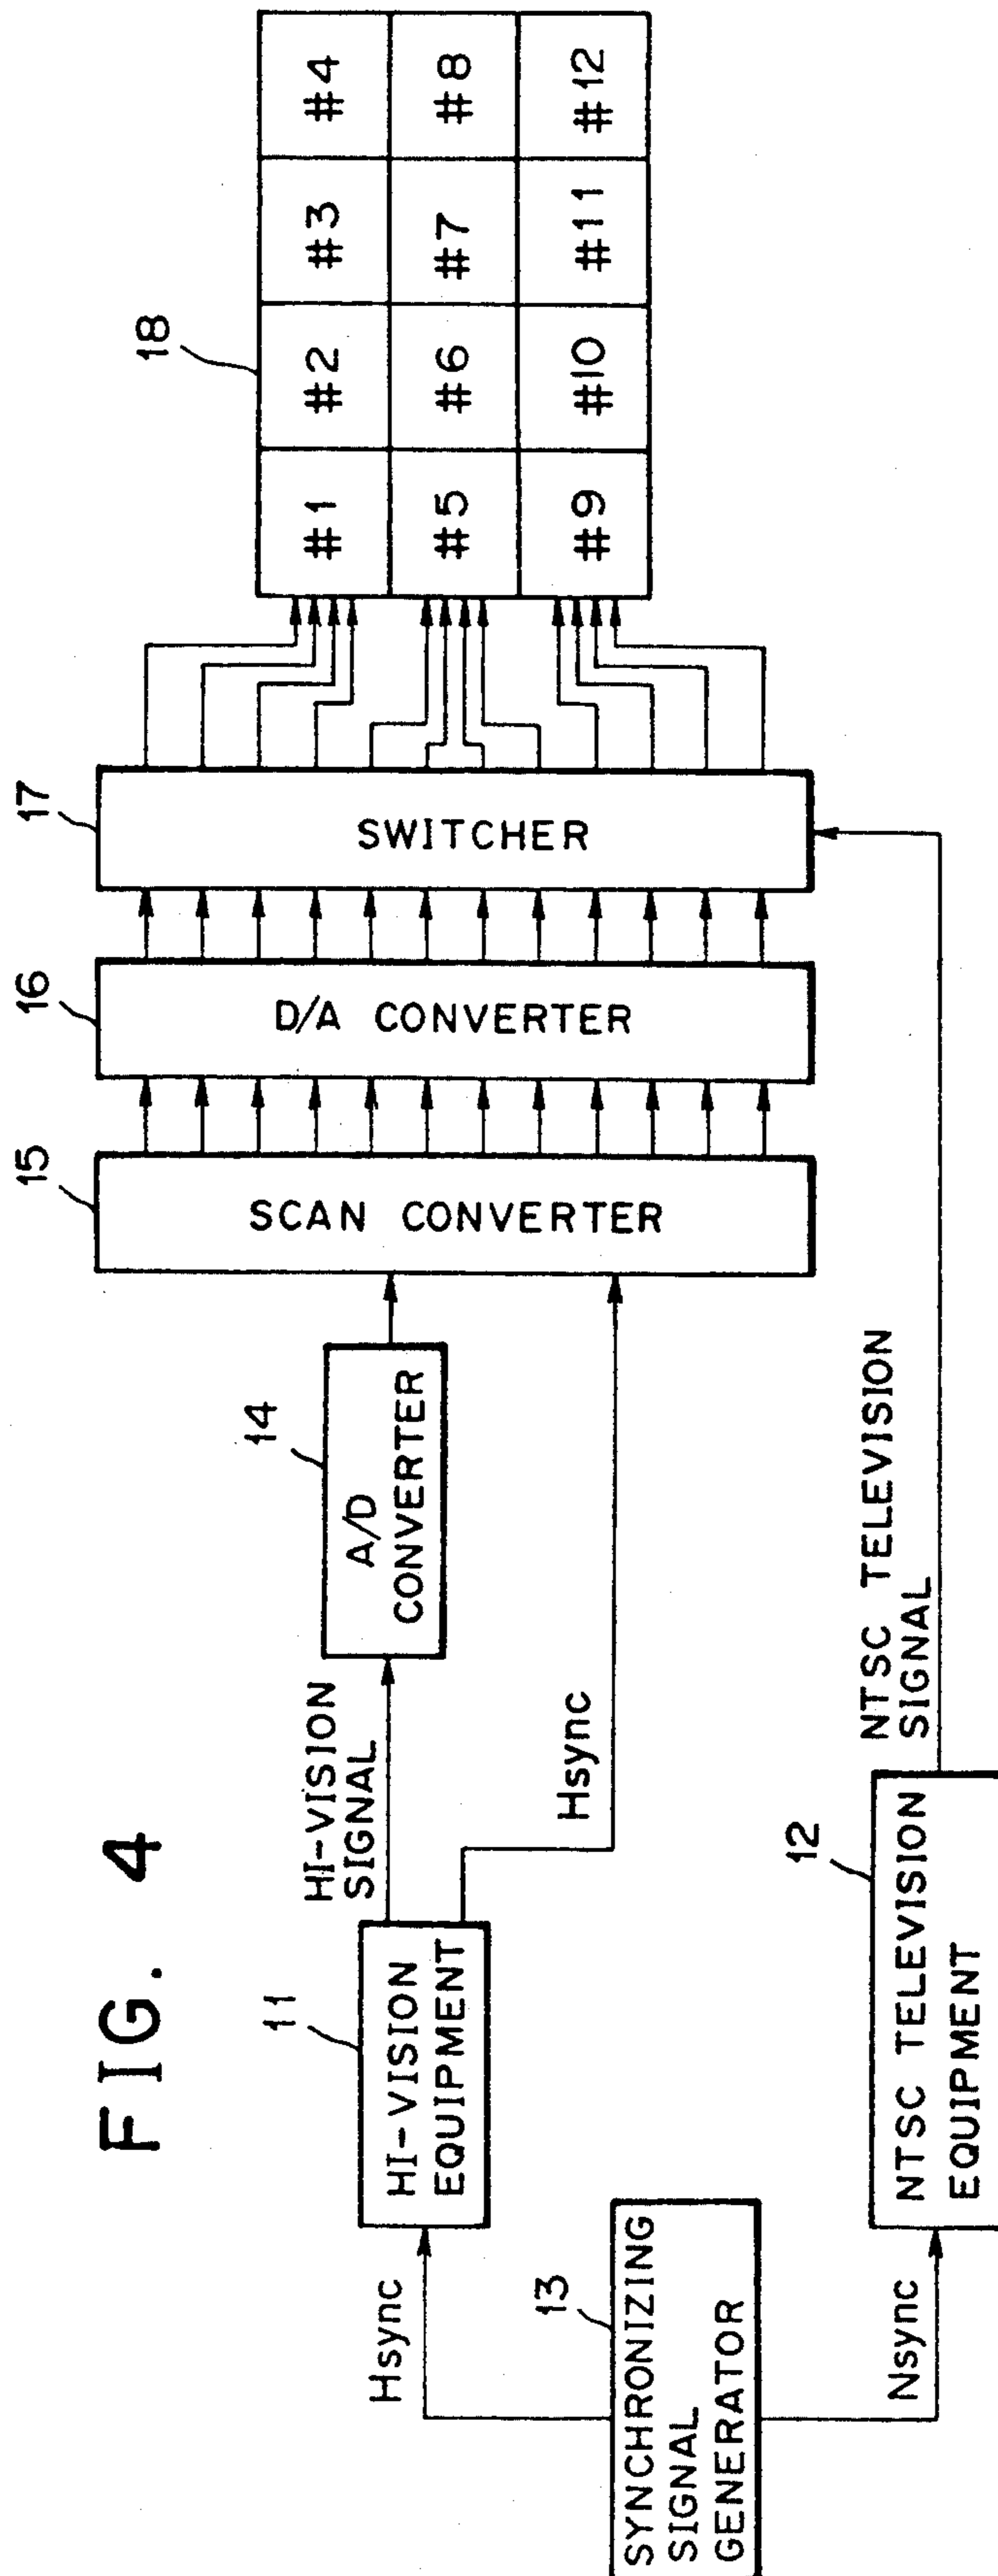 FIG. 4
13
SYNCHRONIZING
SIGNAL
GENERATOR
Hsync
Nsync
11
HI-VISION
EQUIPMENT
12
NTSC TELEVISION
EQUIPMENT
HI-VISION
SIGNAL
Hsync
NTSC TELEVISION
SIGNAL
14
A/D
CONVERTER
15
SCAN CONVERTER
16
D/A CONVERTER
17
SWITCHER
18
#1 #2 #3 #4
#5 #6 #7 #8
#9 #10 #11 #12